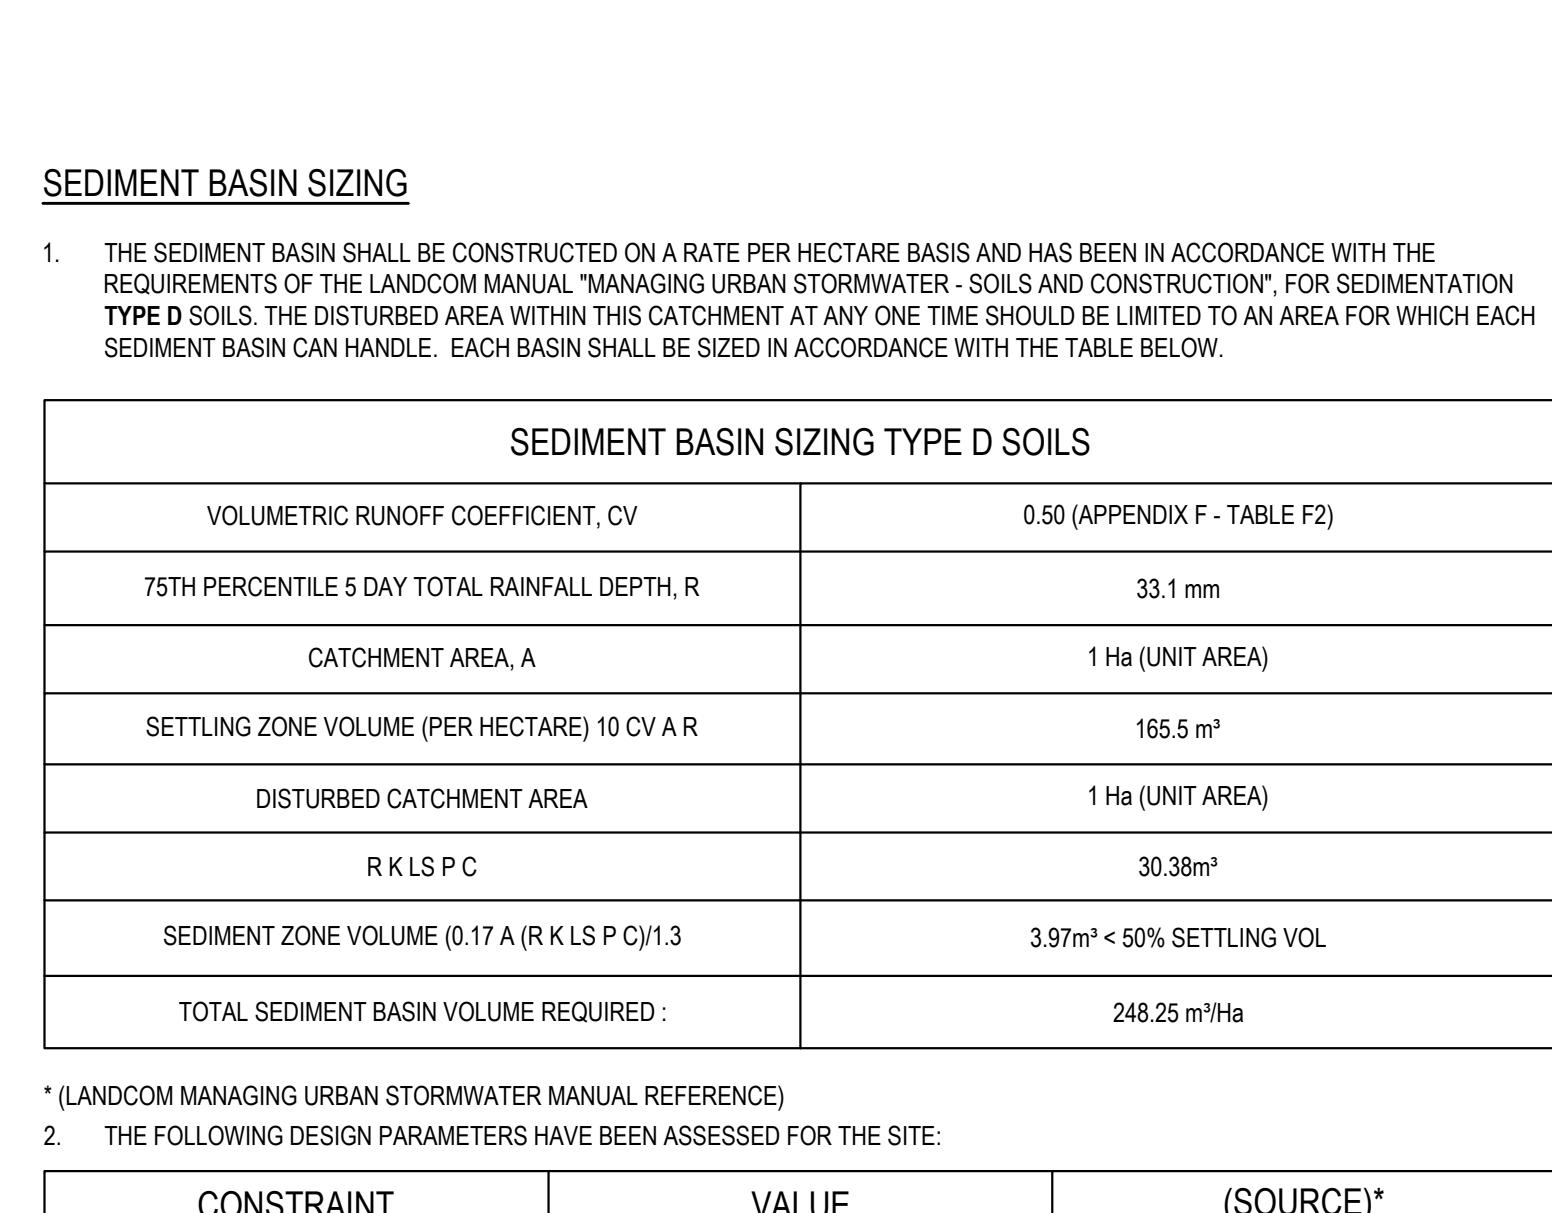 SEDIMENT BASIN SIZING
1. THE SEDIMENT BASIN SHALL BE CONSTRUCTED ON A RATE PER HECTARE BASIS AND HAS BEEN IN ACCORDANCE WITH THE
REQUIREMENTS OF THE LANDCOM MANUAL "MANAGING URBAN STORMWATER - SOILS AND CONSTRUCTION", FOR SEDIMENTATION
TYPE D SOILS. THE DISTURBED AREA WITHIN THIS CATCHMENT AT ANY ONE TIME SHOULD BE LIMITED TO AN AREA FOR WHICH EACH
SEDIMENT BASIN CAN HANDLE. EACH BASIN SHALL BE SIZED IN ACCORDANCE WITH THE TABLE BELOW.
SEDIMENT BASIN SIZING TYPE D SOILS
VOLUMETRIC RUNOFF COEFFICIENT, CV 0.50 (APPENDIX F - TABLE F2)
75TH PERCENTILE 5 DAY TOTAL RAINFALL DEPTH, R 33.1 mm
CATCHMENT AREA, A 1 Ha (UNIT AREA)
SETTLING ZONE VOLUME (PER HECTARE) 10 CV A R 165.5 m³
DISTURBED CATCHMENT AREA 1 Ha (UNIT AREA)
R K LS P C 30.38m³
SEDIMENT ZONE VOLUME (0.17 A (R K LS P C)/1.3 3.97m³ < 50% SETTLING VOL
TOTAL SEDIMENT BASIN VOLUME REQUIRED : 248.25 m³/Ha
* (LANDCOM MANAGING URBAN STORMWATER MANUAL REFERENCE)
2. THE FOLLOWING DESIGN PARAMETERS HAVE BEEN ASSESSED FOR THE SITE:
CONSTRAINT VALUE (SOURCE)*